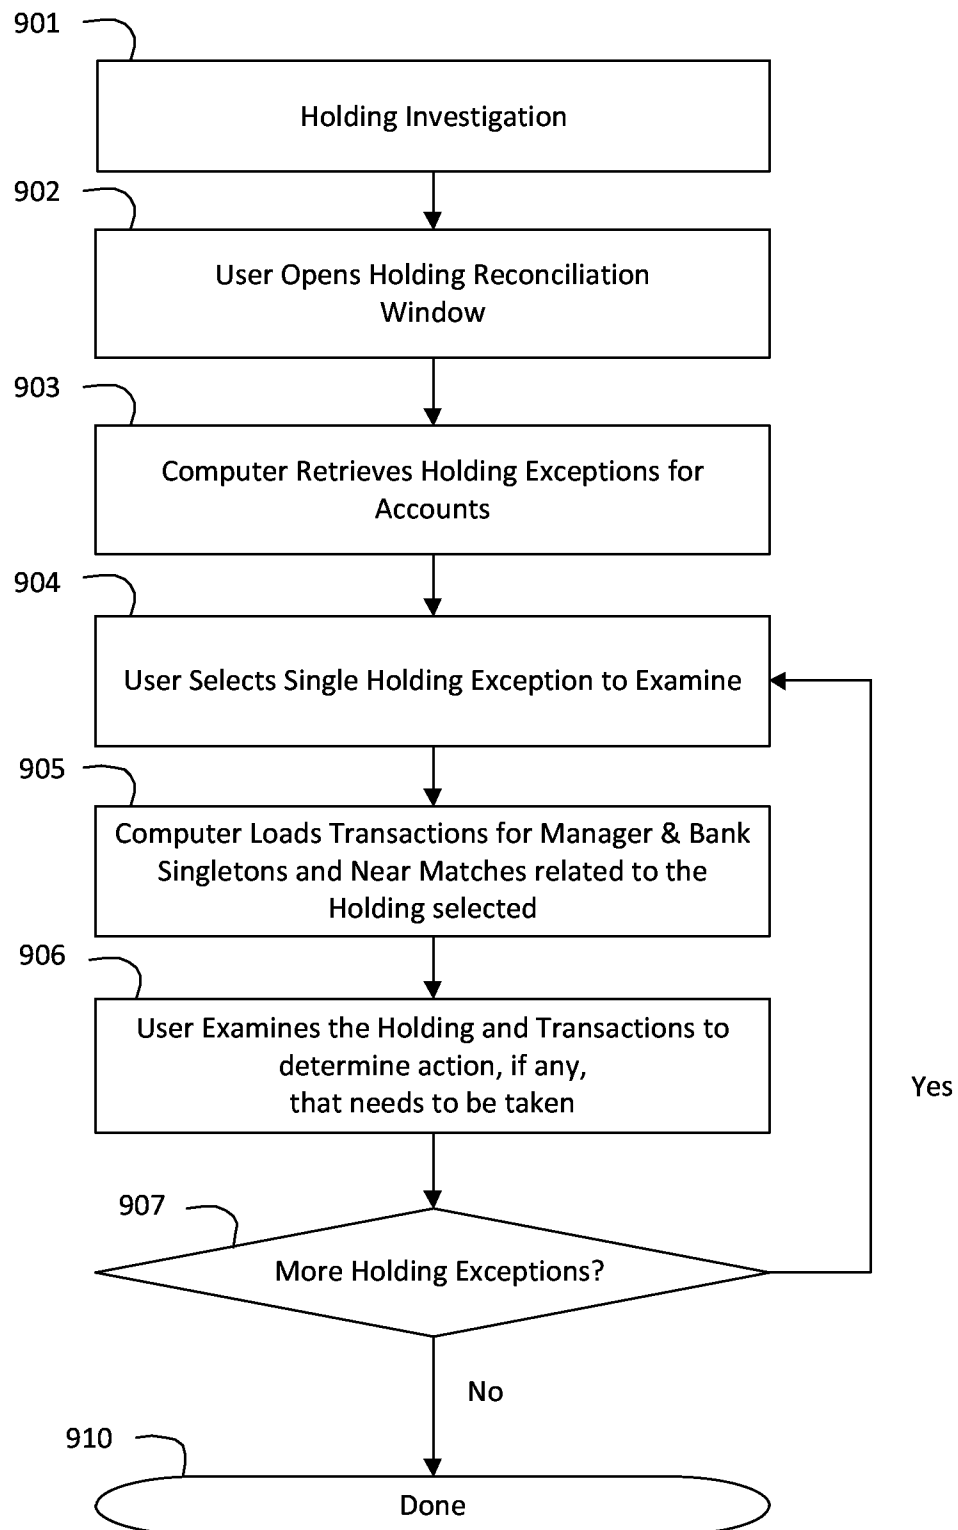 901
Holding Investigation
902
User Opens Holding Reconciliation
Window
903
Computer Retrieves Holding Exceptions for
Accounts
904
User Selects Single Holding Exception to Examine
905
Computer Loads Transactions for Manager & Bank
Singletons and Near Matches related to the
Holding selected
906
User Examines the Holding and Transactions to
determine action, if any,
that needs to be taken
Yes
907
More Holding Exceptions?
No
910
Done